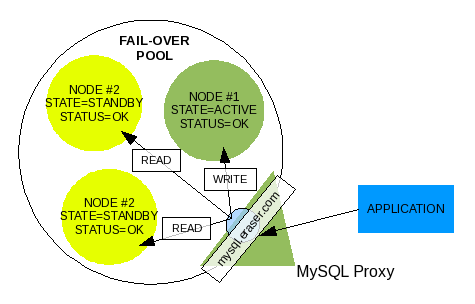 FAIL-OVER
POOL
NODE #2
STATE=STANDBY
STATUS=OK
NODE #1
STATE=ACTIVE
STATUS=OK
READ
WRITE
NODE #2
STATE=STANDBY
STATUS=OK
READ
mysql.eraser.com
APPLICATION
MySQL Proxy